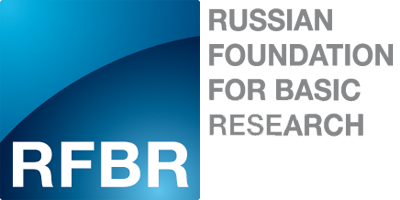 RUSSIAN
FOUNDATION
FOR BASIC
RESEARCH
RFBR